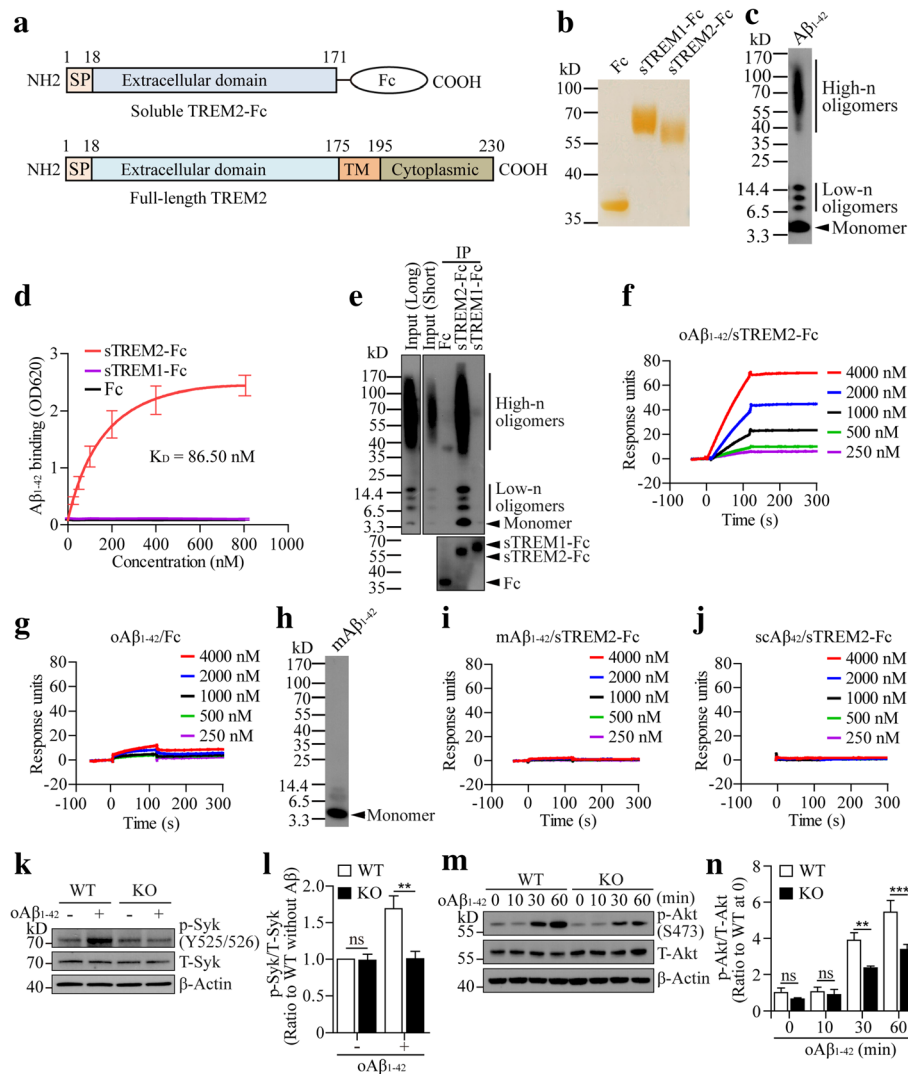 a
1 18 171
NH2 SP Extracellular domain Fc COOH
Soluble TREM2-Fc
1 18 175 195 230
NH2 SP Extracellular domain TM Cytoplasmic COOH
Full-length TREM2
b
kD Fc sTREM1-Fc sTREM2-Fc
100
70
55
40
35
c
kD Aβ1-42
170
100
70
55
40
35
25
14.4
6.5
3.3
High-n
oligomers
Low-n
oligomers
Monomer
d
Aβ1-42 binding (OD620)
3
2
1
0
sTREM2-Fc
sTREM1-Fc
Fc
KD = 86.50 nM
0 200 400 600 800 1000
Concentration (nM)
e
IP
kD Input (Long) Input (Short) Fc sTREM2-Fc sTREM1-Fc
170
100
70
55
40
35
25
14.4
6.5
3.3
High-n
oligomers
Low-n
oligomers
Monomer
70
55
40
35
sTREM1-Fc
sTREM2-Fc
Fc
f
oAβ1-42/sTREM2-Fc
Response units
80
60
40
20
0
-20
4000 nM
2000 nM
1000 nM
500 nM
250 nM
-100 0 100 200 300
Time (s)
g
oAβ1-42/Fc
Response units
80
60
40
20
0
-20
4000 nM
2000 nM
1000 nM
500 nM
250 nM
-100 0 100 200 300
Time (s)
h
kD mAβ1-42
170
100
70
55
40
35
25
14.4
6.5
3.3
Monomer
i
mAβ1-42/sTREM2-Fc
Response units
80
60
40
20
0
-20
4000 nM
2000 nM
1000 nM
500 nM
250 nM
-100 0 100 200 300
Time (s)
j
scAβ42/sTREM2-Fc
Response units
80
60
40
20
0
-20
4000 nM
2000 nM
1000 nM
500 nM
250 nM
-100 0 100 200 300
Time (s)
k
WT KO
oAβ1-42 - + - +
kD
70
p-Syk
(Y525/526)
70 T-Syk
40 β-Actin
l
p-Syk/T-Syk
(Ratio to WT without Aβ)
2.0
1.5
1.0
0.5
0
WT
KO
ns
**
- +
oAβ1-42
m
WT KO
oAβ1-42 0 10 30 60 0 10 30 60 (min)
kD
55
p-Akt
(S473)
55 T-Akt
40 β-Actin
n
p-Akt/T-Akt
(Ratio to WT at 0)
8
6
4
2
0
WT
KO
ns
ns
**
***
0 10 30 60
oAβ1-42 (min)